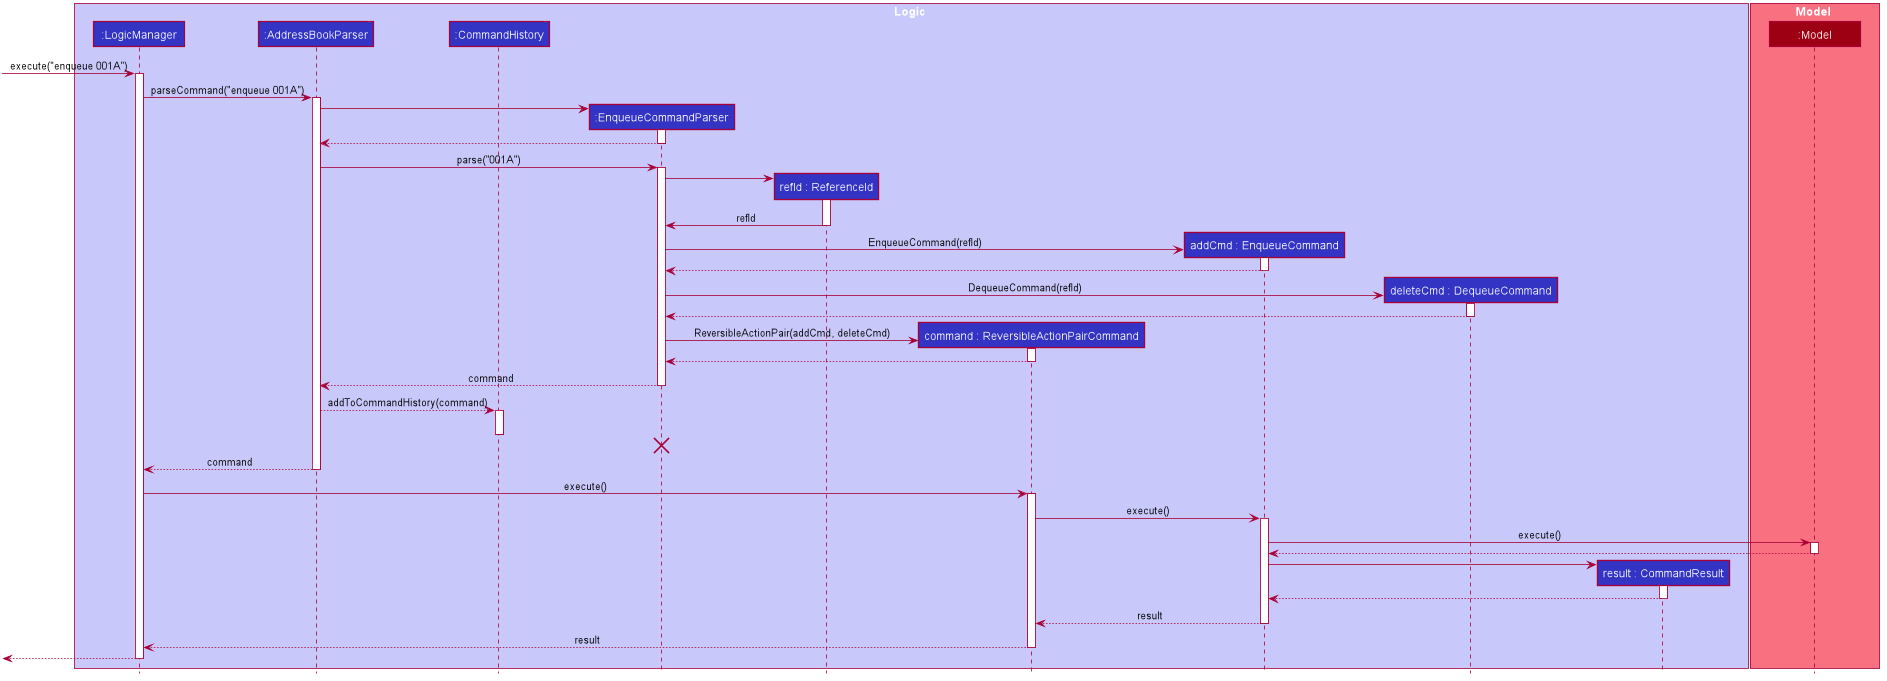 Logic
Model
:LogicManager
:AddressBookParser
:CommandHistory
:Model
execute("enqueue 001A")
parseCommand("enqueue 001A")
:EnqueueCommandParser
parse("001A")
refId : ReferenceId
refId
EnqueueCommand(refId)
addCmd : EnqueueCommand
DequeueCommand(refId)
deleteCmd : DequeueCommand
ReversibleActionPair(addCmd, deleteCmd)
command : ReversibleActionPairCommand
command
addToCommandHistory(command)
command
execute()
execute()
execute()
result : CommandResult
result
result